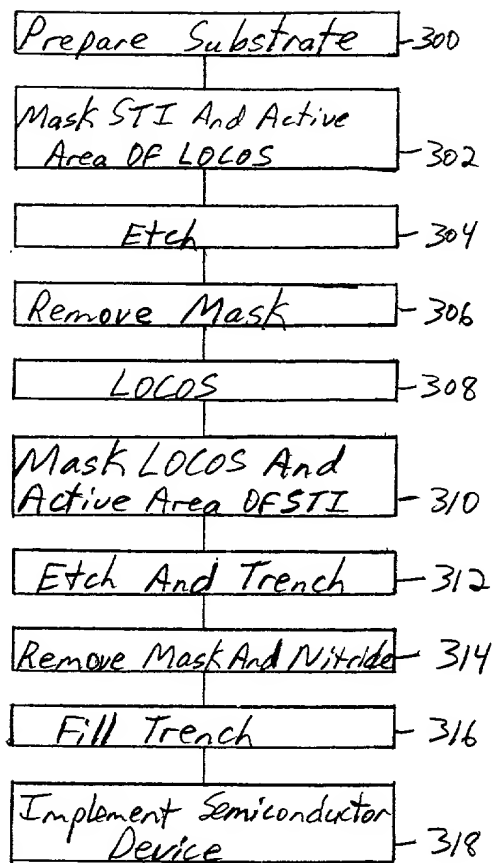 Prepare Substrate 300
Mask STI And Active
Area OF LOCOS 302
Etch 304
Remove Mask 306
LOCOS 308
Mask LOCOS And
Active Area OF STI 310
Etch And Trench 312
Remove Mask And Nitride 314
Fill Trench 316
Implement Semiconductor
Device 318